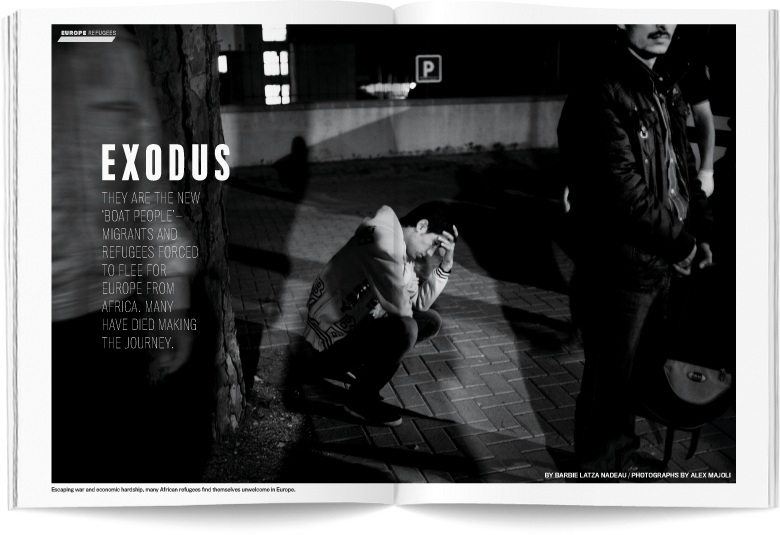 EUROPE REFUGEES
P
EXODUS
THEY ARE THE NEW
'BOAT PEOPLE'–
MIGRANTS AND
REFUGEES FORCED
TO FLEE FOR
EUROPE FROM
AFRICA. MANY
HAVE DIED MAKING
THE JOURNEY.
BY BARBIE LATZA NADEAU / PHOTOGRAPHS BY ALEX MAJOLI
Escaping war and economic hardship, many African refugees find themselves unwelcome in Europe.